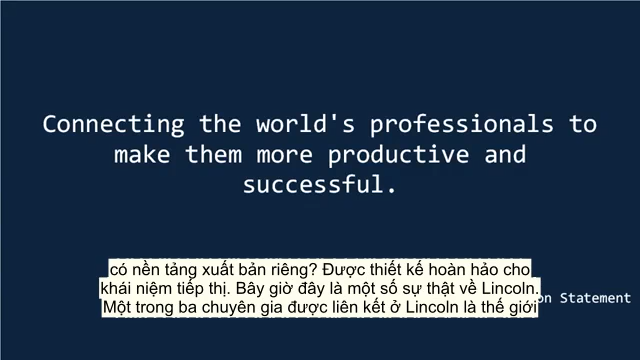 Connecting the world's professionals to
make them more productive and
successful.
có nền tảng xuất bản riêng? Được thiết kế hoàn hảo cho
khái niệm tiếp thị. Bây giờ đây là một số sự thật về Lincoln.
on Statement
Một trong ba chuyên gia được liên kết ở Lincoln là thế giới